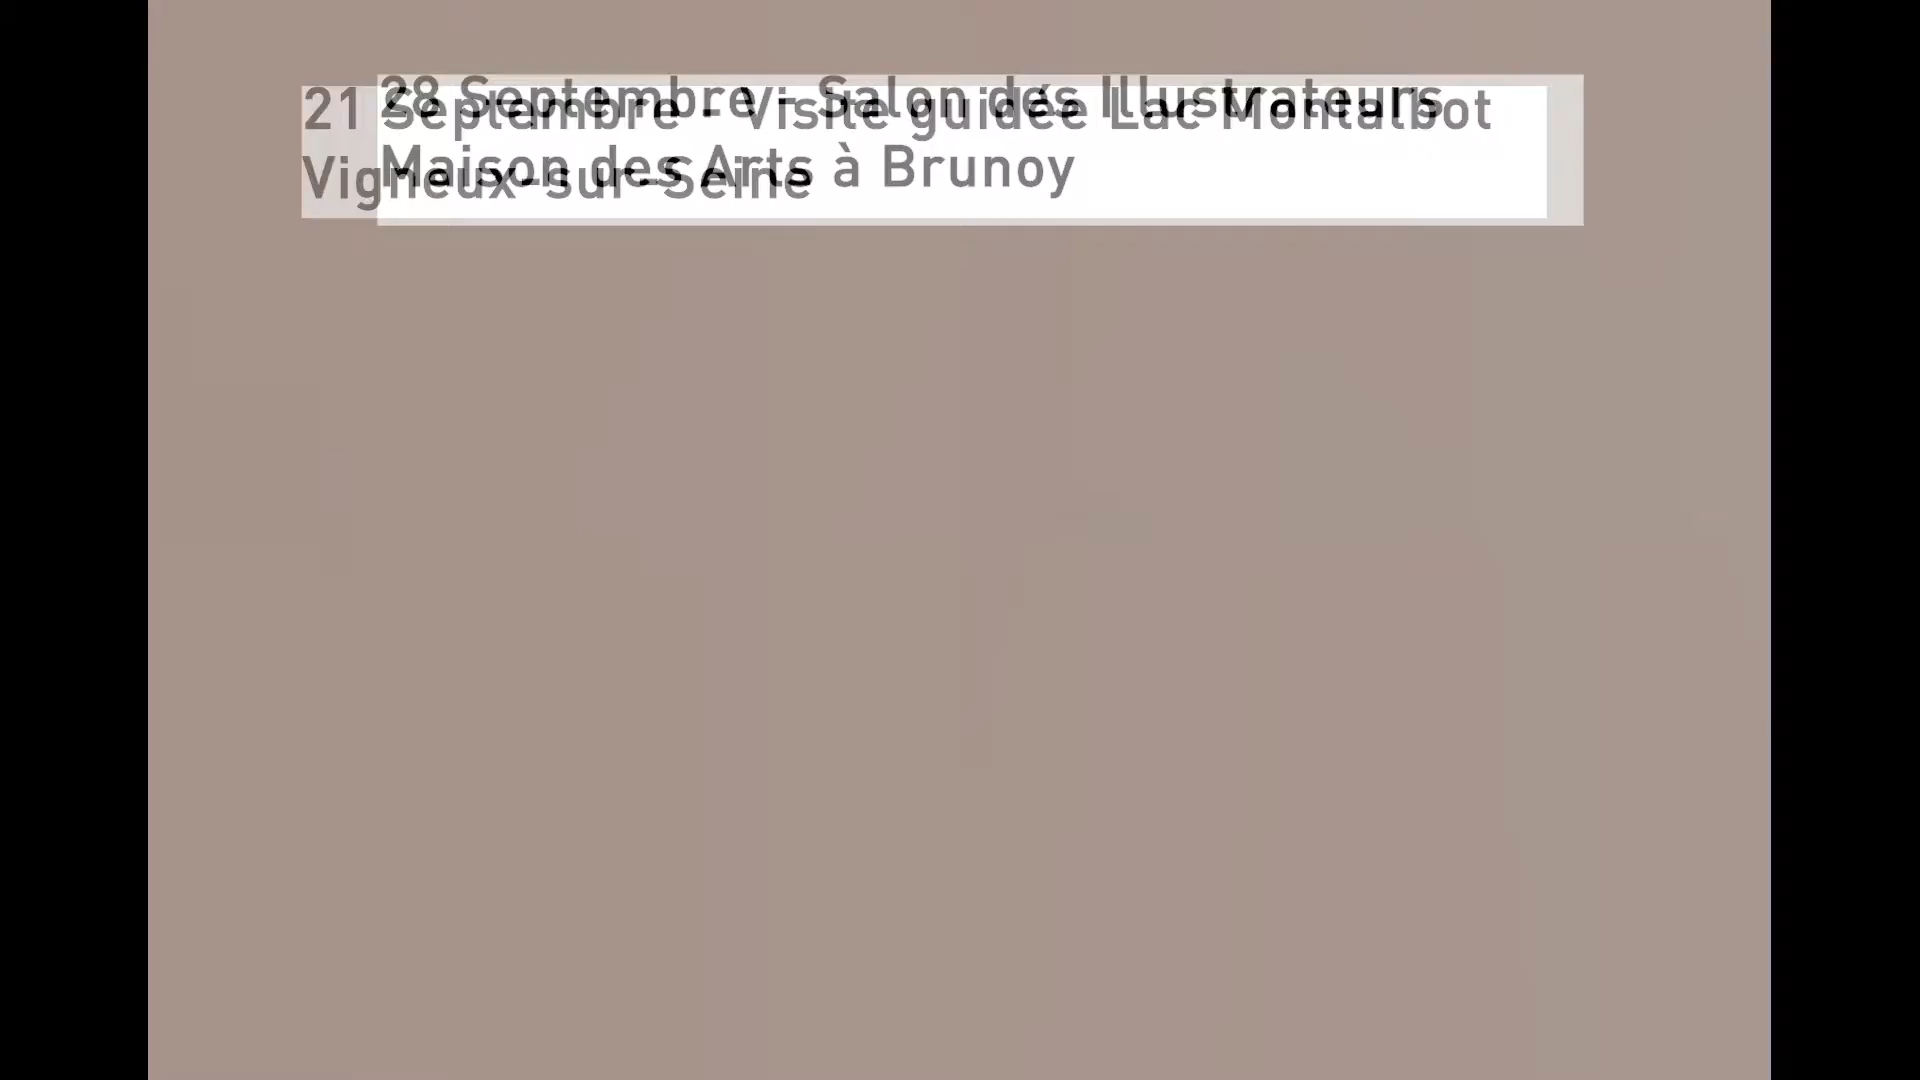 21 Septembre - Visite guidée Lac Montalbot
Vigneux-sur-Seine
28 Septembre - Salon des Illustrateurs
Maison des Arts à Brunoy